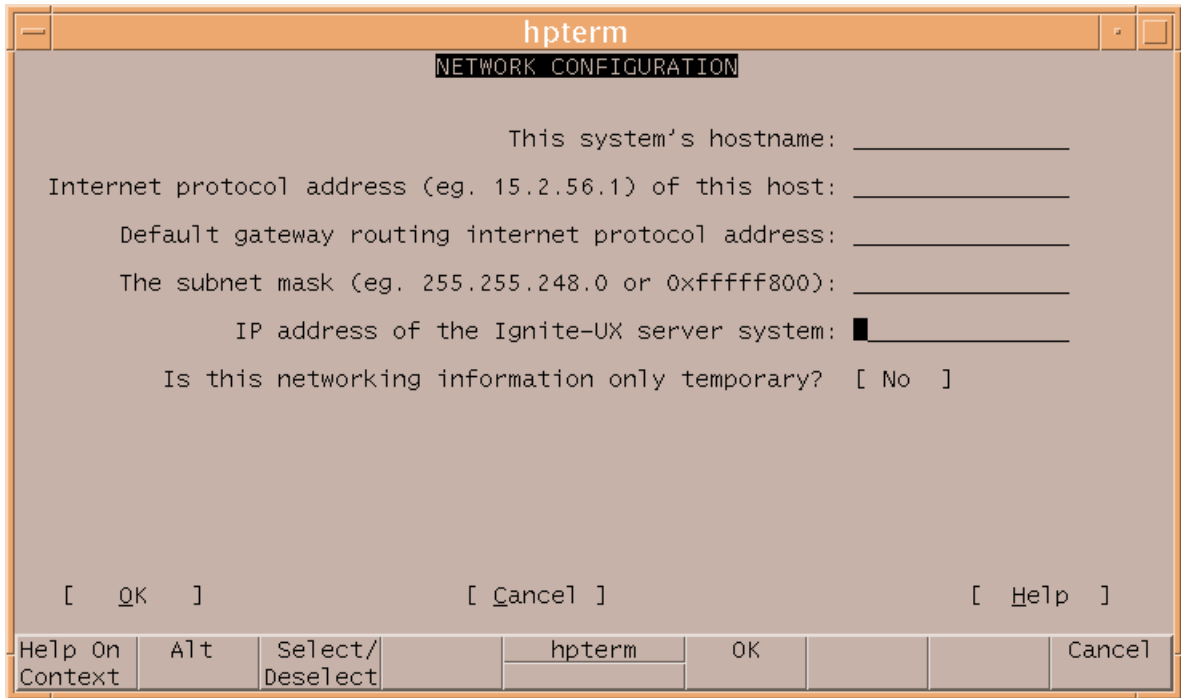 hpterm
NETWORK CONFIGURATION
This system's hostname:
Internet protocol address (eg. 15.2.56.1) of this host:
Default gateway routing internet protocol address:
The subnet mask (eg. 255.255.248.0 or 0xfffff800):
IP address of the Ignite-UX server system:
Is this networking information only temporary? [ No ]
[ OK ] [ Cancel ] [ Help ]
Help On Alt Select/ hpterm OK Cancel
Context Deselect